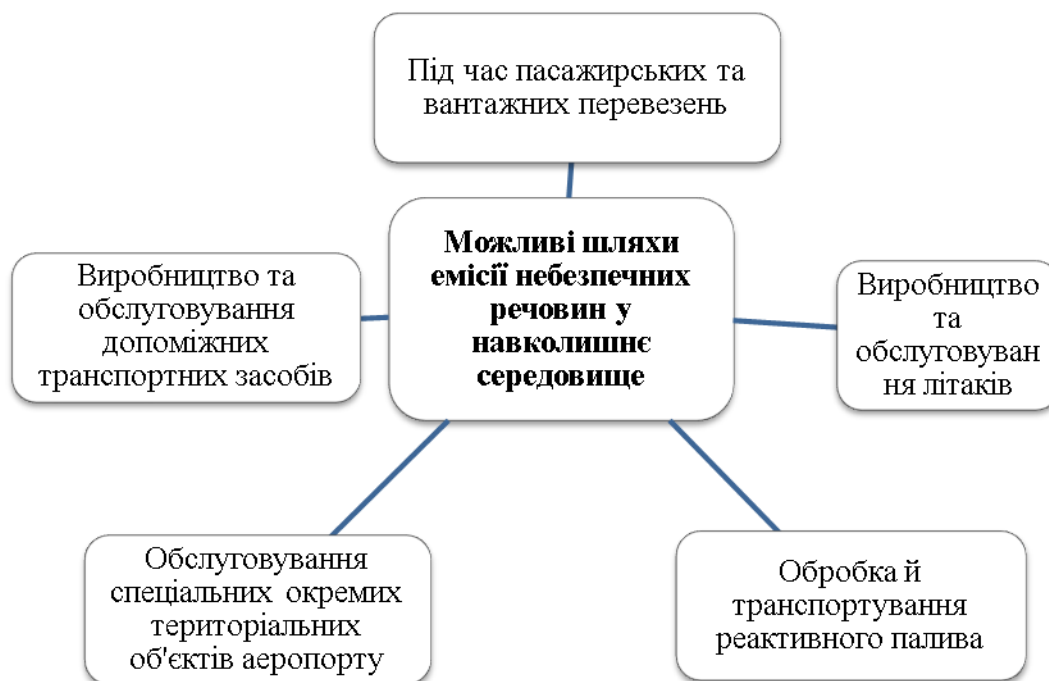 Під час пасажирських та
вантажних перевезень
Можливі шляхи
емісії небезпечних
речовин у
навколишнє
середовище
Виробництво та
обслуговування
допоміжних
транспортних засобів
Виробництво
та
обслуговуван
ня літаків
Обслуговування
спеціальних окремих
територіальних
об'єктів аеропорту
Обробка й
транспортування
реактивного палива